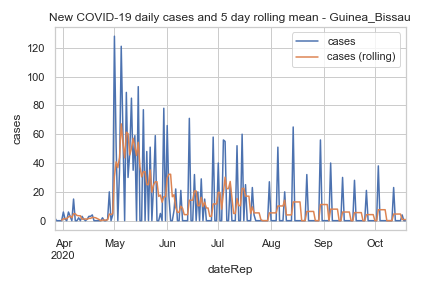 New COVID-19 daily cases and 5 day rolling mean - Guinea_Bissau
cases
cases (rolling)
120
100
80
60
40
20
0
cases
Apr
2020
May
Jun
Jul
Aug
Sep
Oct
dateRep